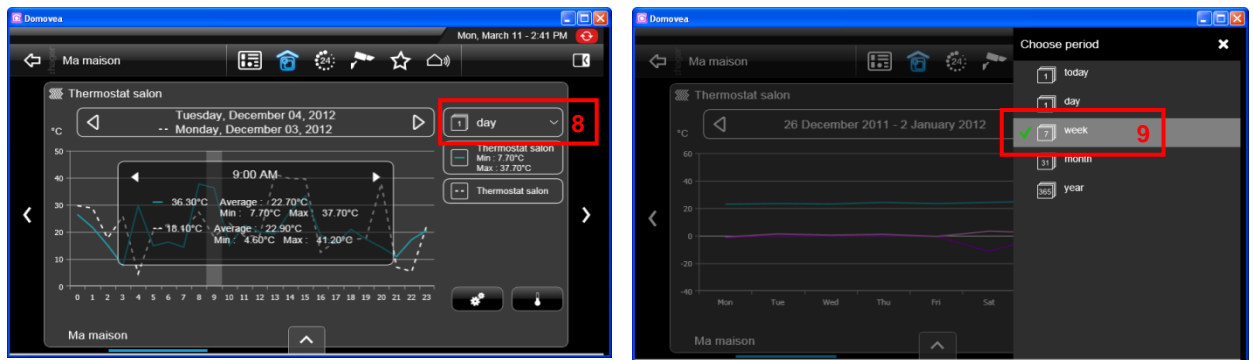 Domovea
Mon, March 11 - 2:41 PM
Ma maison
24
Thermostat salon
Tuesday, December 04, 2012
-- Monday, December 03, 2012
1 day
8
°C
Thermostat salon
Min : 7.70°C
Max : 37.70°C
-- Thermostat salon
50
40
30
20
10
0
9:00 AM
36.30°C Average : 22.70°C
Min : 7.70°C Max : 37.70°C
-- 18.10°C Average : 22.90°C
Min : 4.60°C Max : 41.20°C
0 1 2 3 4 5 6 7 8 9 10 11 12 13 14 15 16 17 18 19 20 21 22 23
Ma maison
Domovea
Ma maison
24
Thermostat salon
26 December 2011 - 2 January 2012
°C
60
40
20
0
-20
-40
Mon Tue Wed Thu Fri Sat
Ma maison
Choose period
1 today
1 day
7 week
9
31 month
365 year